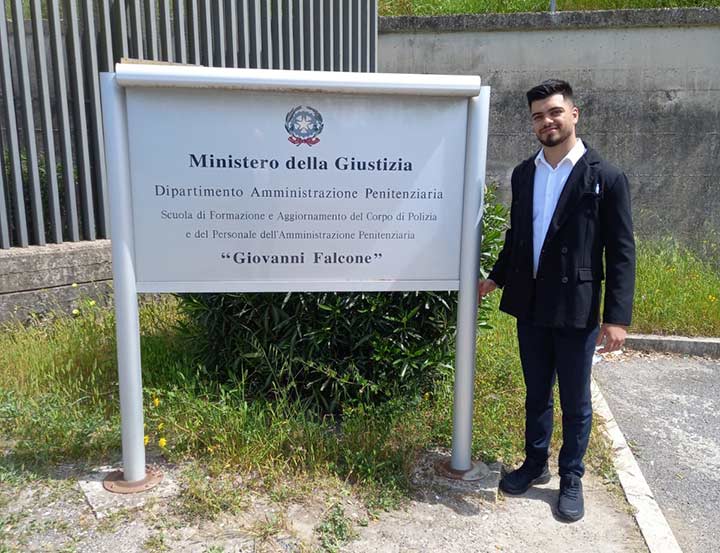 Ministero della Giustizia
Dipartimento Amministrazione Penitenziaria
Scuola di Formazione e Aggiornamento del Corpo di Polizia
e del Personale dell'Amministrazione Penitenziaria
“Giovanni Falcone”